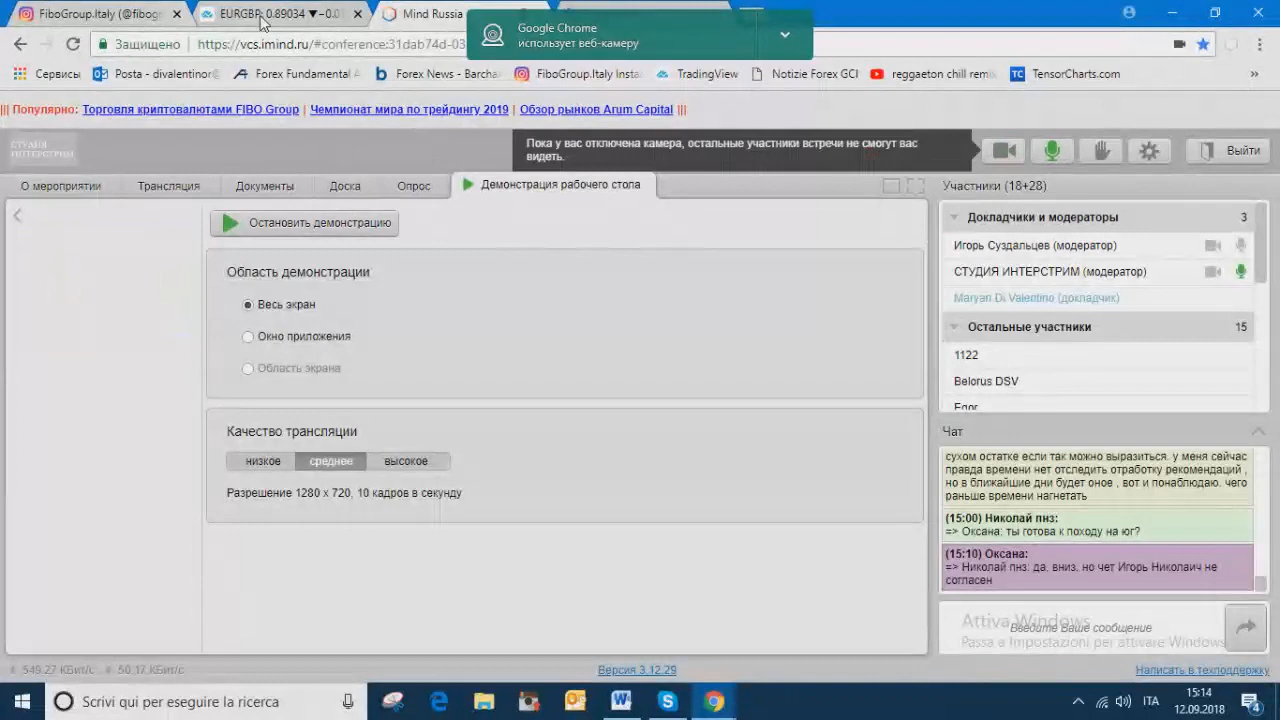 FiboGroup.Italy (@fibog
EURGBP 0.89034 ▼−0.0
Mind Russia
Google Chrome
использует веб-камеру
Защищено
https://vcs.imind.ru/#conference:31dab74d-03
Сервисы
Posta - divalentino
Forex Fundamental A
Forex News, Barcha
FiboGroup.Italy Inst
TradingView
Notizie Forex GCI
reggaeton chill remi
TensorCharts.com
||| Популярно: Торговля криптовалютами FIBO Group | Чемпионат мира по трейдингу 2019 | Обзор рынков Arum Capital |||
СТУДИЯ
ИНТЕРСТРИМ
Пока у вас отключена камера, остальные участники встречи не смогут вас
видеть.
Выйти
О мероприятии
Трансляция
Документы
Доска
Опрос
Демонстрация рабочего стола
Участники (18+28)
Остановить демонстрацию
Область демонстрации
Весь экран
Окно приложения
Область экрана
Качество трансляции
низкое
среднее
высокое
Разрешение 1280 x 720, 10 кадров в секунду
Докладчики и модераторы 3
Игорь Суздальцев (модератор)
СТУДИЯ ИНТЕРСТРИМ (модератор)
Maryan Di Valentino (докладчик)
Остальные участники 15
1122
Belorus DSV
Egor
Чат
сухом остатке если так можно выразиться. у меня сейчас
правда времени нет отследить отработку рекомендаций ,
но в ближайшие дни будет оное , вот и понаблюдаю. чего
раньше времени нагнетать
(15:00) Николай пнз:
=> Оксана: ты готова к походу на юг?
(15:10) Оксана:
=> Николай пнз: да. вниз. но чет Игорь Николаич не
согласен
Attiva Windows
Введите Ваше сообщение
Passa a Impostazioni per attivare Windows.
549.27 КБит/с
50.17 КБит/с
Версия 3.12.29
Написать в техподдержку
Scrivi qui per eseguire la ricerca
ITA
15:14
12.09.2018
4